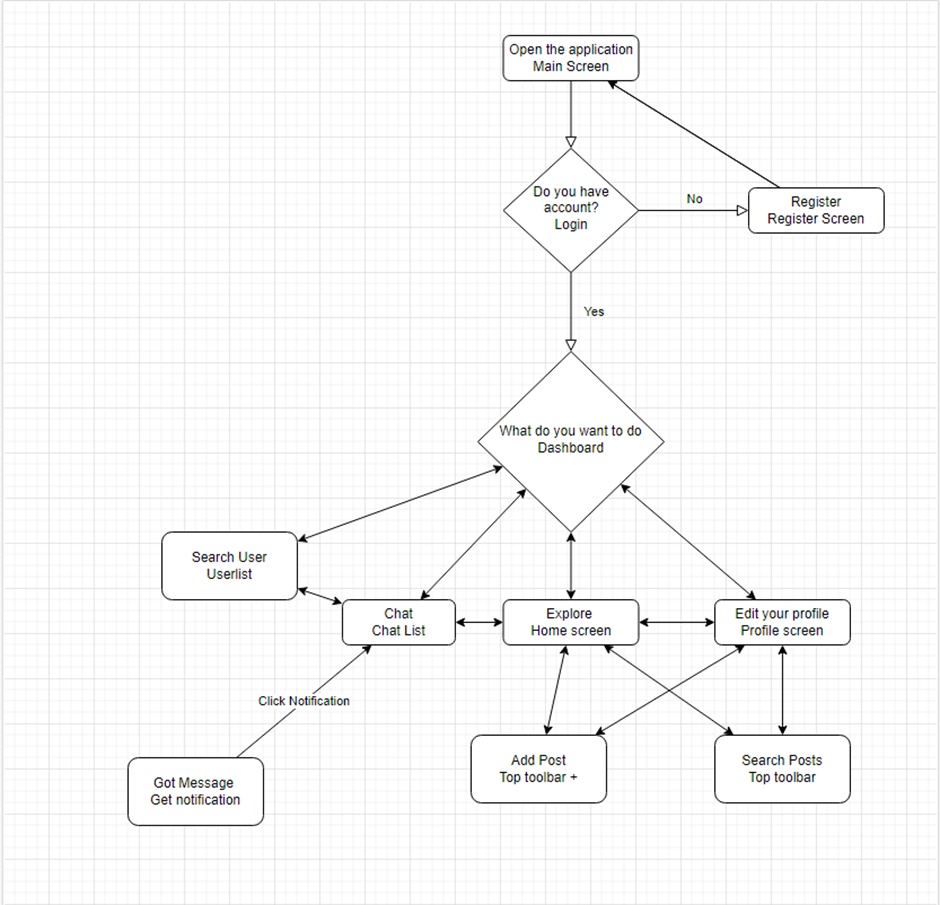 Open the application
Main Screen
Do you have
account?
Login
No
Register
Register Screen
Yes
What do you want to do
Dashboard
Search User
Userlist
Chat
Chat List
Explore
Home screen
Edit your profile
Profile screen
Click Notification
Got Message
Get notification
Add Post
Top toolbar +
Search Posts
Top toolbar